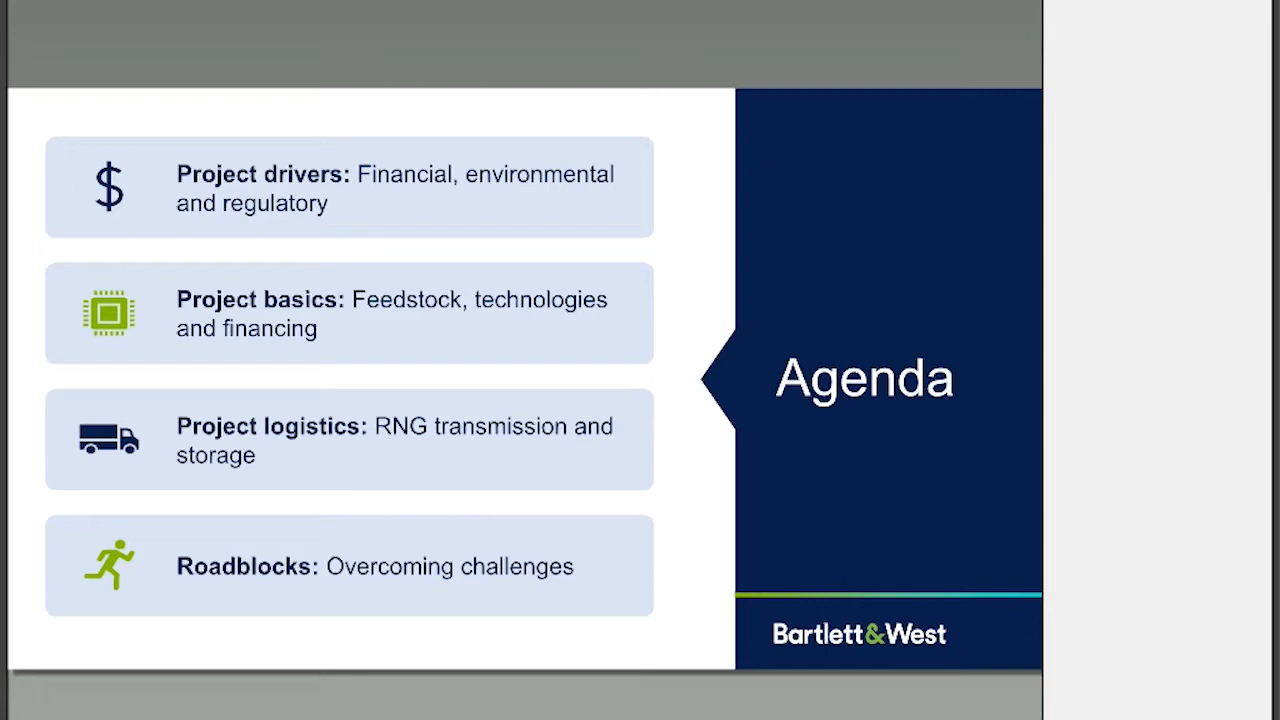 Project drivers: Financial, environmental
and regulatory
Project basics: Feedstock, technologies
and financing
Project logistics: RNG transmission and
storage
Roadblocks: Overcoming challenges
Agenda
Bartlett&West